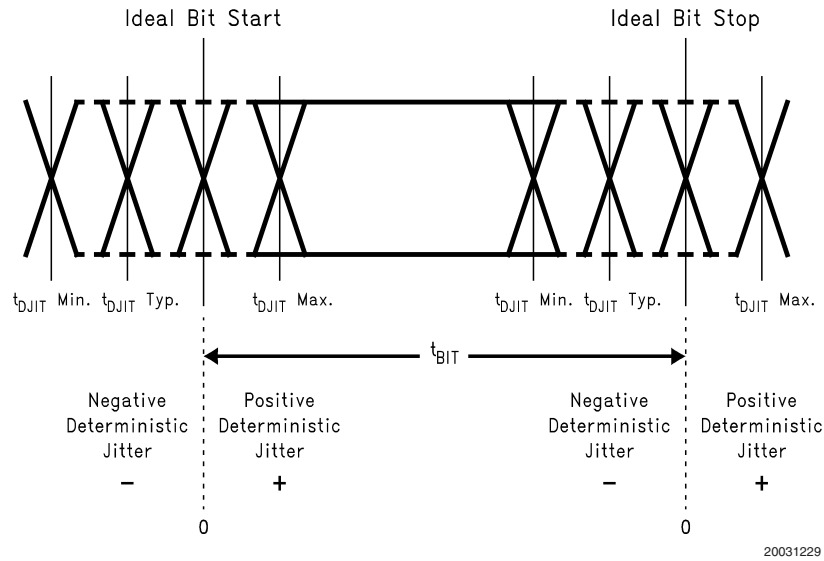 Ideal Bit Start
Ideal Bit Stop
tDJIT Min. tDJIT Typ. tDJIT Max. tDJIT Min. tDJIT Typ. tDJIT Max.
tBIT
Negative
Deterministic
Jitter
−
Positive
Deterministic
Jitter
+
Negative
Deterministic
Jitter
−
Positive
Deterministic
Jitter
+
0
0
20031229